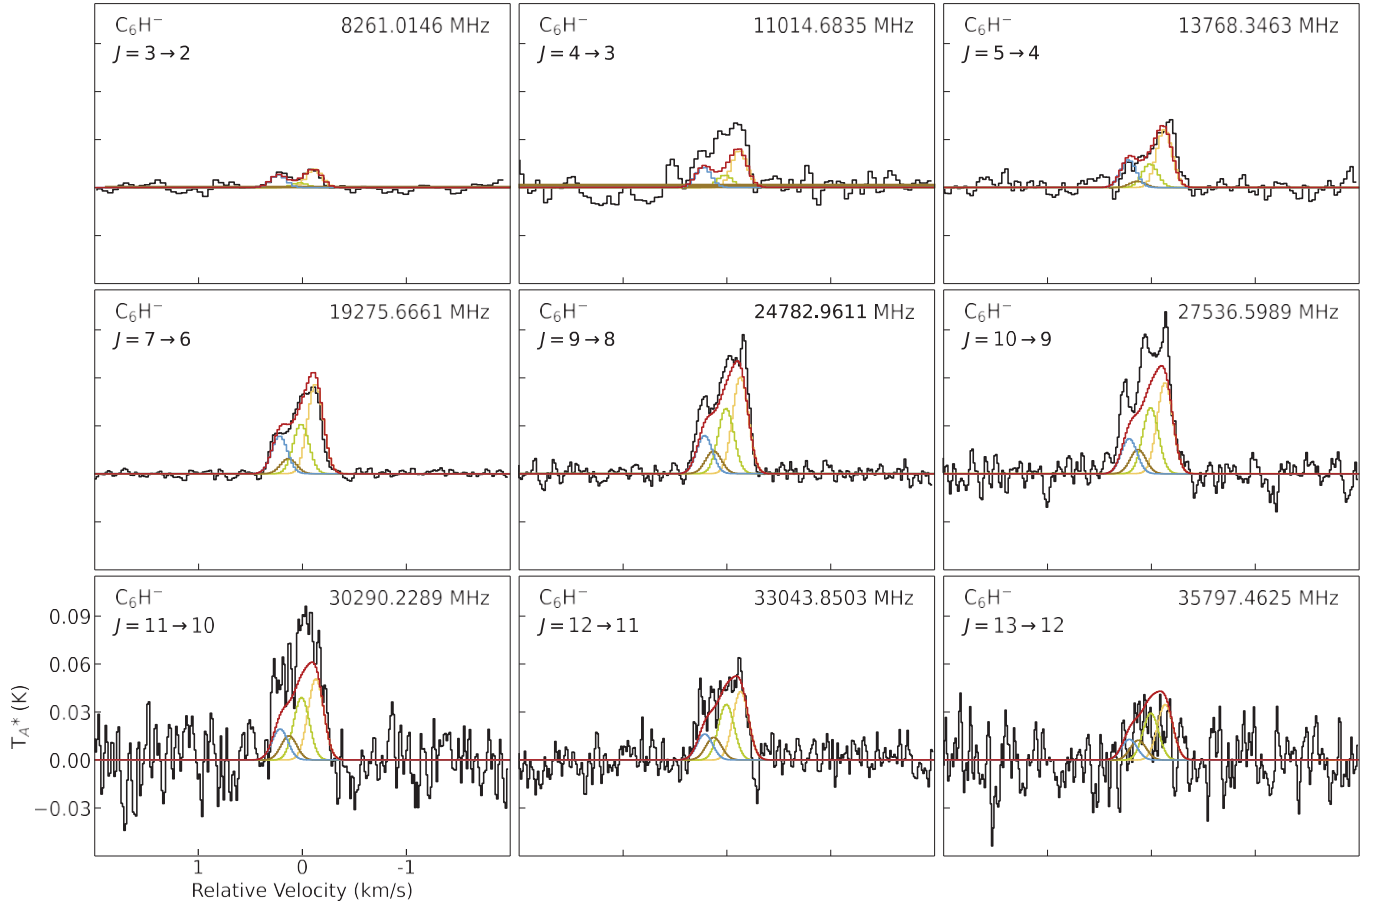 C₆H⁻ 8261.0146 MHz
J = 3 → 2
C₆H⁻ 11014.6835 MHz
J = 4 → 3
C₆H⁻ 13768.3463 MHz
J = 5 → 4
C₆H⁻ 19275.6661 MHz
J = 7 → 6
C₆H⁻ 24782.9611 MHz
J = 9 → 8
C₆H⁻ 27536.5989 MHz
J = 10 → 9
C₆H⁻ 30290.2289 MHz
J = 11 → 10
C₆H⁻ 33043.8503 MHz
J = 12 → 11
C₆H⁻ 35797.4625 MHz
J = 13 → 12
0.09
0.06
0.03
0.00
−0.03
T_A* (K)
1 0 -1
Relative Velocity (km/s)